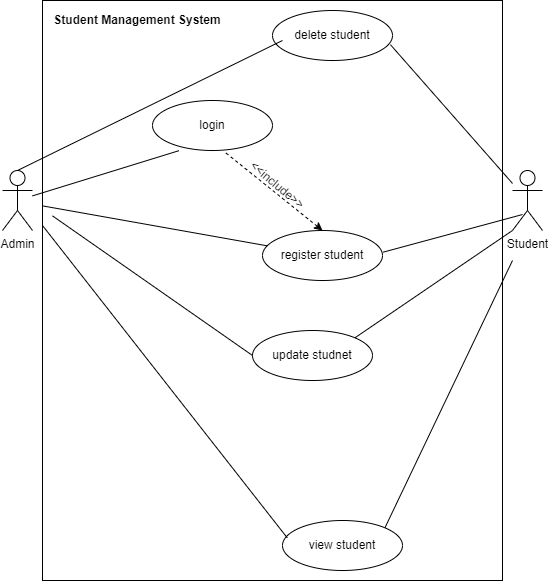 Student Management System
delete student
login
<<include>>
Admin
register student
Student
update studnet
view student